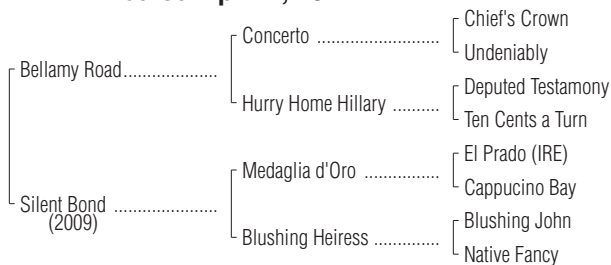 Chief's Crown
Concerto ..............................
Undeniably
Bellamy Road.......................
Deputed Testamony
Hurry Home Hillary ...........
Ten Cents a Turn
El Prado (IRE)
Medaglia d'Oro ..................
Cappucino Bay
Silent Bond .........................
(2009)
Blushing John
Blushing Heiress ................
Native Fancy